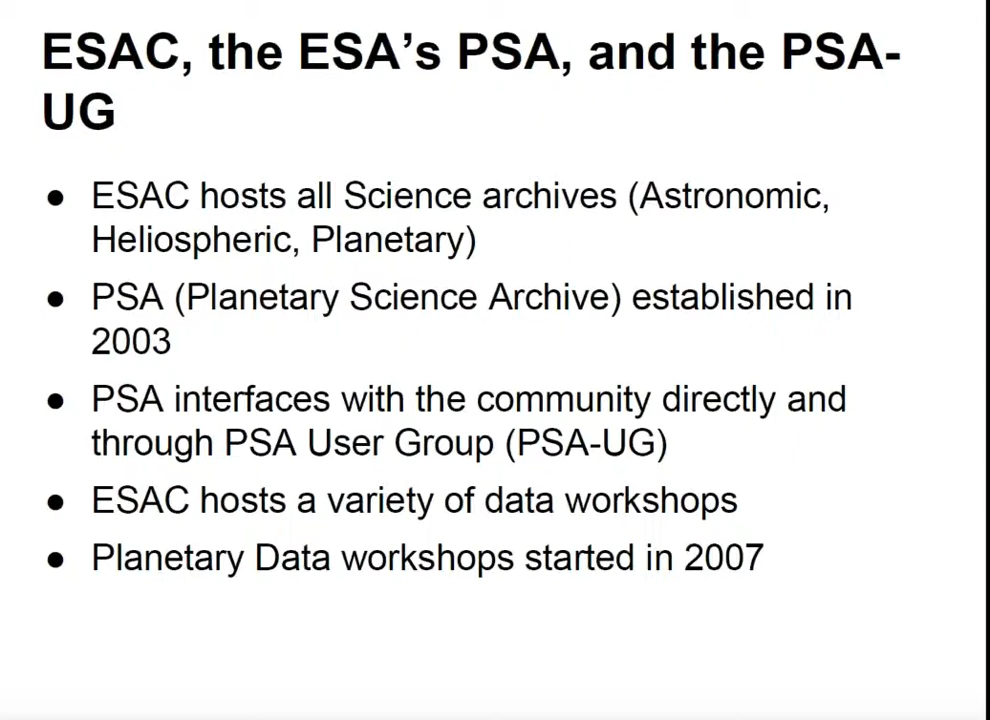 ESAC, the ESA’s PSA, and the PSA-
UG
● ESAC hosts all Science archives (Astronomic,
Heliospheric, Planetary)
● PSA (Planetary Science Archive) established in
2003
● PSA interfaces with the community directly and
through PSA User Group (PSA-UG)
● ESAC hosts a variety of data workshops
● Planetary Data workshops started in 2007